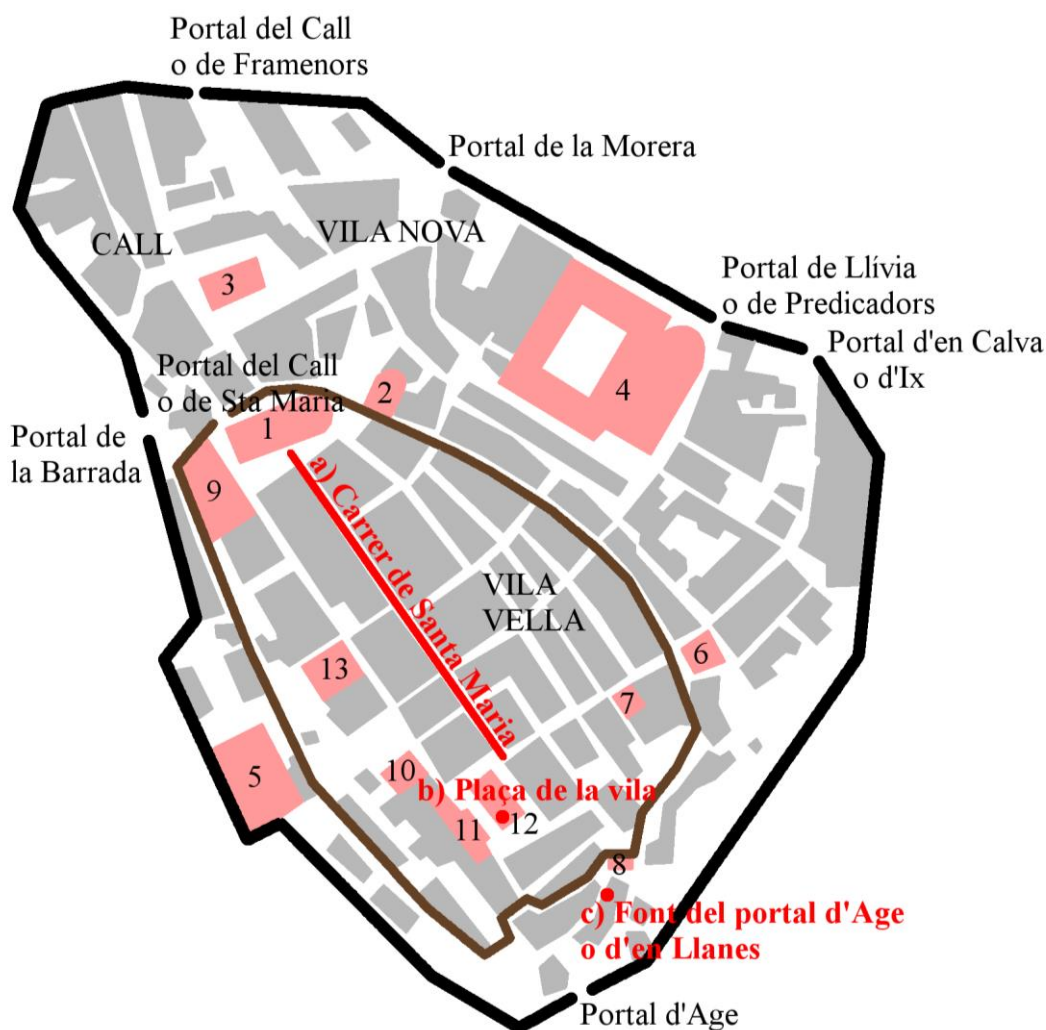 Portal del Call
o de Framenors
Portal de la Morera
CALL
VILA NOVA
3
Portal de Llívia
o de Predicadors
Portal d'en Calva
o d'Ix
4
Portal del Call
o de Sta Maria
2
1
Portal de
la Barrada
9
a) Carrer de Santa Maria
VILA
VELLA
6
13
7
5
10
b) Plaça de la vila
11
12
8
c) Font del portal d'Age
o d'en Llanes
Portal d'Age